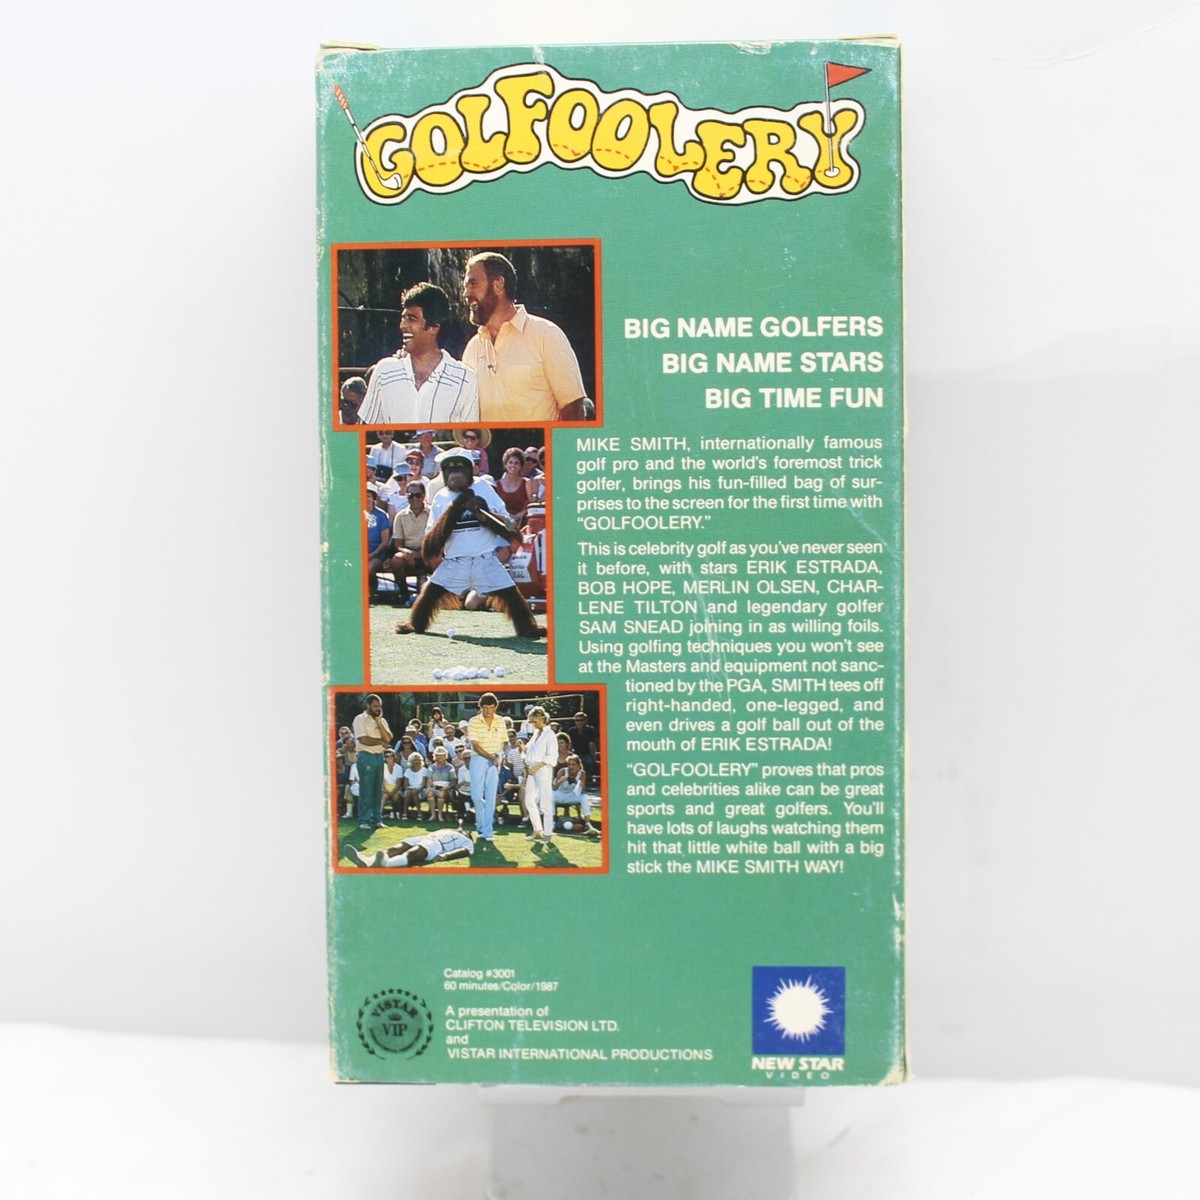 GOLFOOLERY
BIG NAME GOLFERS
BIG NAME STARS
BIG TIME FUN
MIKE SMITH, internationally famous
golf pro and the world's foremost trick
golfer, brings his fun-filled bag of sur-
prises to the screen for the first time with
"GOLFOOLERY."
This is celebrity golf as you've never seen
it before, with stars ERIK ESTRADA,
BOB HOPE, MERLIN OLSEN, CHAR-
LENE TILTON and legendary golfer
SAM SNEAD joining in as willing foils.
Using golfing techniques you won't see
at the Masters and equipment not sanc-
tioned by the PGA, SMITH tees off
right-handed, one-legged, and
even drives a golf ball out of the
mouth of ERIK ESTRADA!
"GOLFOOLERY" proves that pros
and celebrities alike can be great
sports and great golfers. You'll
have lots of laughs watching them
hit that little white ball with a big
stick the MIKE SMITH WAY!
Catalog #3001
60 minutes/Color/1987
A presentation of
CLIFTON TELEVISION LTD.
and
VISTAR INTERNATIONAL PRODUCTIONS
VISTAR
VIP
NEW STAR
VIDEO